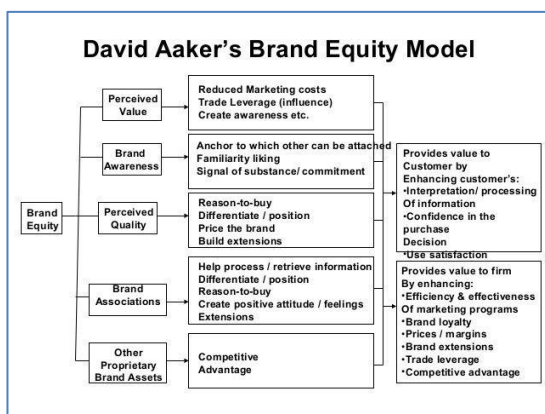 David Aaker's Brand Equity Model
Brand
Equity
Perceived
Value
Reduced Marketing costs
Trade Leverage (influence)
Create awareness etc.
Brand
Awareness
Anchor to which other can be attached
Familiarity liking
Signal of substance/ commitment
Perceived
Quality
Reason-to-buy
Differentiate / position
Price the brand
Build extensions
Brand
Associations
Help process / retrieve information
Differentiate / position
Reason-to-buy
Create positive attitude / feelings
Extensions
Other
Proprietary
Brand Assets
Competitive
Advantage
Provides value to
Customer by
Enhancing customer's:
•Interpretation/ processing
Of information
•Confidence in the
purchase
Decision
•Use satisfaction
Provides value to firm
By enhancing:
•Efficiency & effectiveness
Of marketing programs
•Brand loyalty
•Prices / margins
•Brand extensions
•Trade leverage
•Competitive advantage